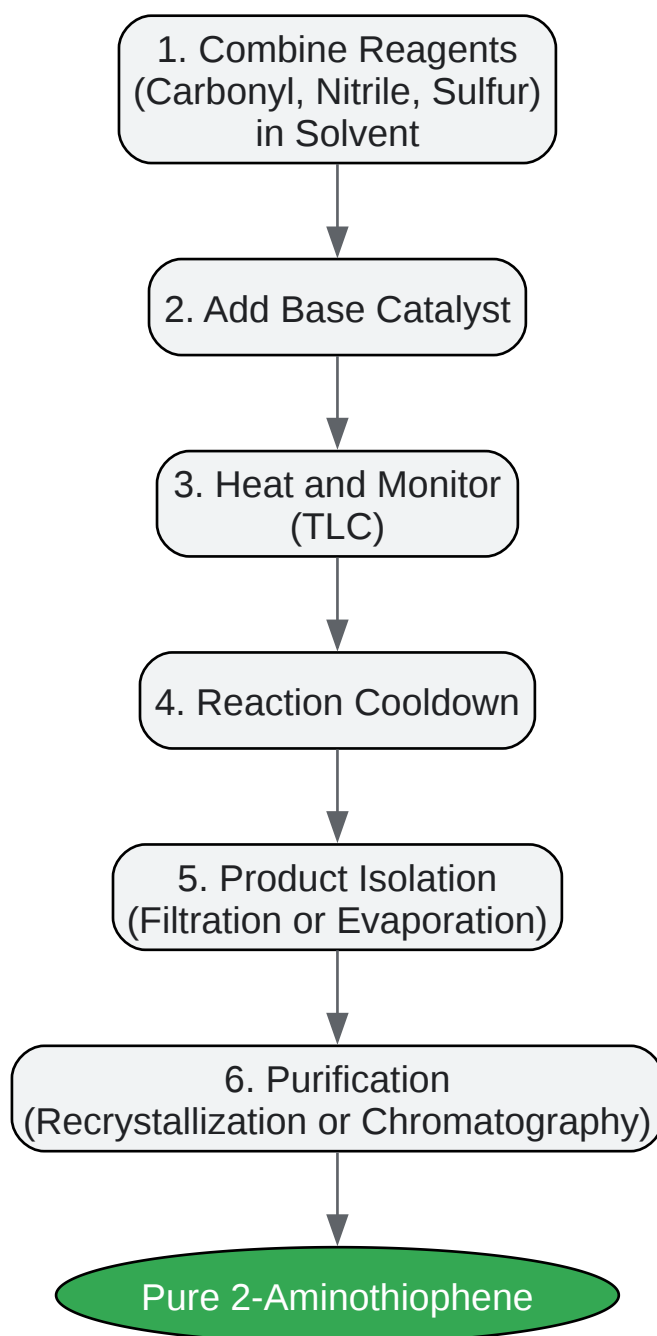 1. Combine Reagents
(Carbonyl, Nitrile, Sulfur)
in Solvent
2. Add Base Catalyst
3. Heat and Monitor
(TLC)
4. Reaction Cooldown
5. Product Isolation
(Filtration or Evaporation)
6. Purification
(Recrystallization or Chromatography)
Pure 2-Aminothiophene